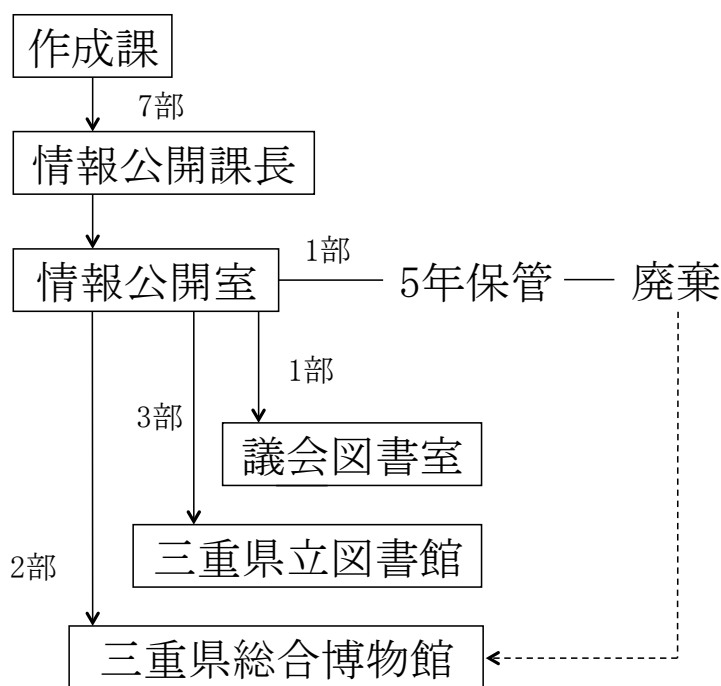 作成課
7部
情報公開課長
情報公開室
1部
5年保管
廃棄
1部
3部
議会図書室
三重県立図書館
2部
三重県総合博物館